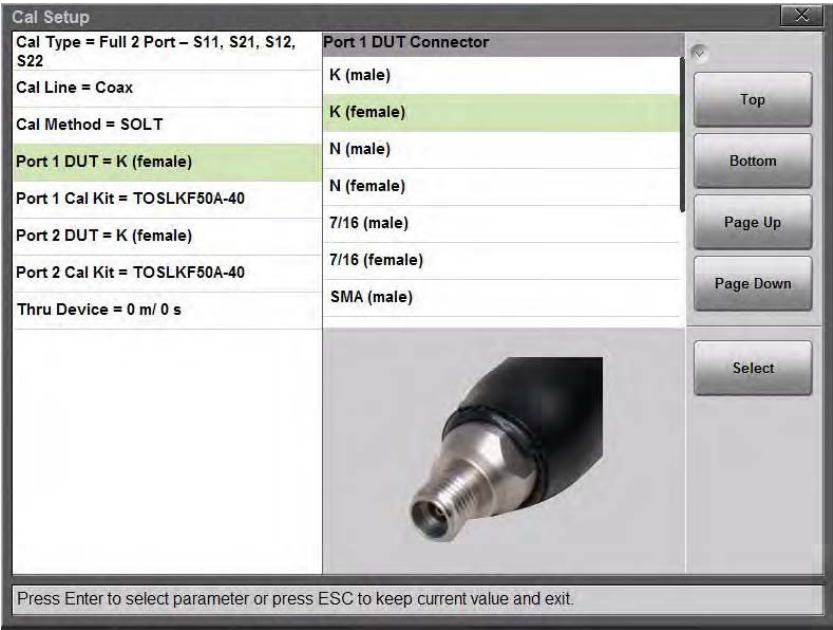 Cal Setup
Cal Type = Full 2 Port – S11, S21, S12,
S22
Cal Line = Coax
Cal Method = SOLT
Port 1 DUT = K (female)
Port 1 Cal Kit = TOSLKF50A-40
Port 2 DUT = K (female)
Port 2 Cal Kit = TOSLKF50A-40
Thru Device = 0 m/ 0 s
Port 1 DUT Connector
K (male)
K (female)
N (male)
N (female)
7/16 (male)
7/16 (female)
SMA (male)
Top
Bottom
Page Up
Page Down
Select
Press Enter to select parameter or press ESC to keep current value and exit.